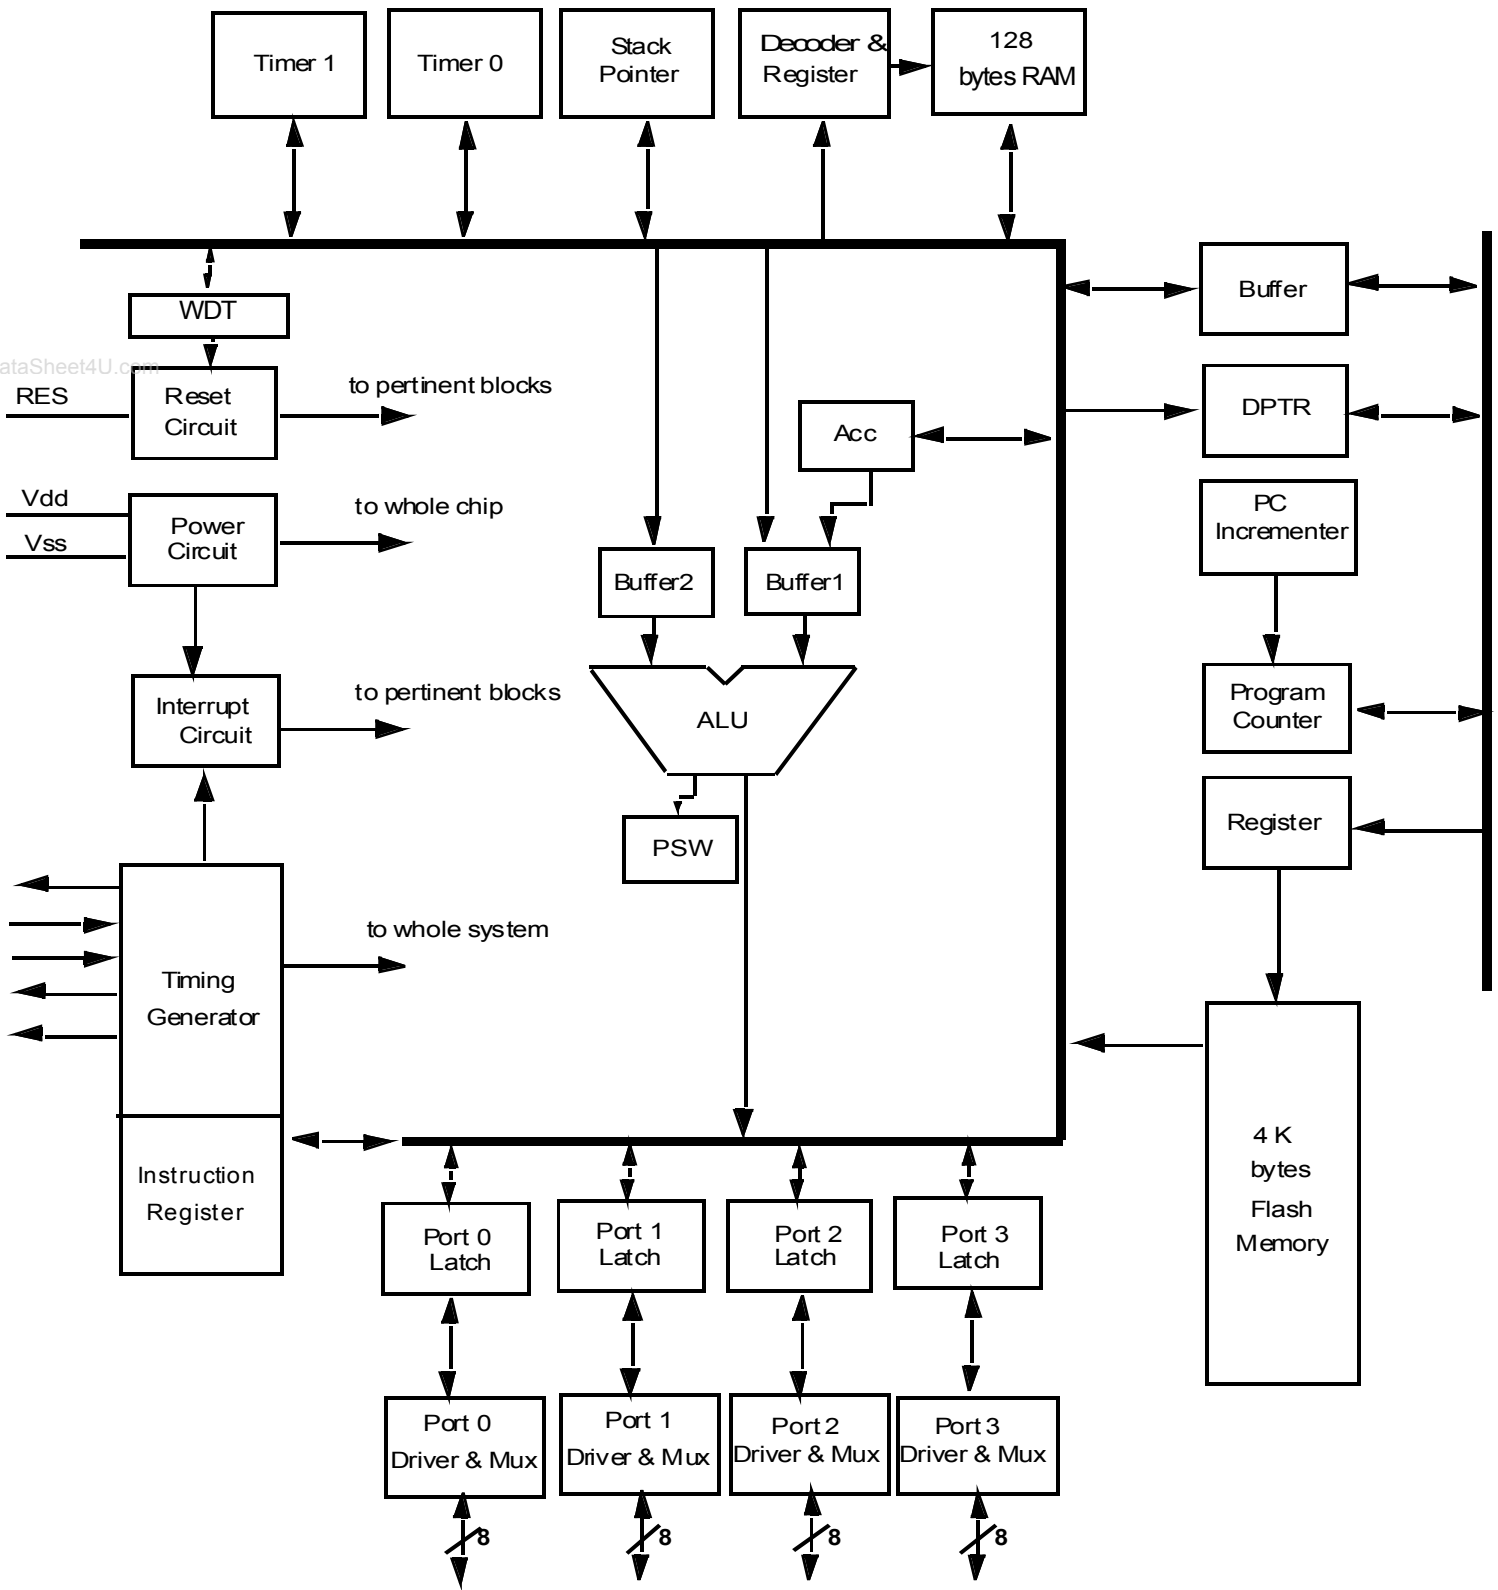 Timer 1
Timer 0
Stack
Pointer
Decoder &
Register
128
bytes RAM
WDT
ataSheet4U.com
RES
Reset
Circuit
to pertinent blocks
Buffer
DPTR
Acc
Vdd
Vss
Power
Circuit
to whole chip
PC
Incrementer
Buffer2
Buffer1
Interrupt
Circuit
to pertinent blocks
ALU
Program
Counter
PSW
Register
Timing
Generator
to whole system
Instruction
Register
4 K
bytes
Flash
Memory
Port 0
Latch
Port 1
Latch
Port 2
Latch
Port 3
Latch
Port 0
Driver & Mux
Port 1
Driver & Mux
Port 2
Driver & Mux
Port 3
Driver & Mux
8
8
8
8